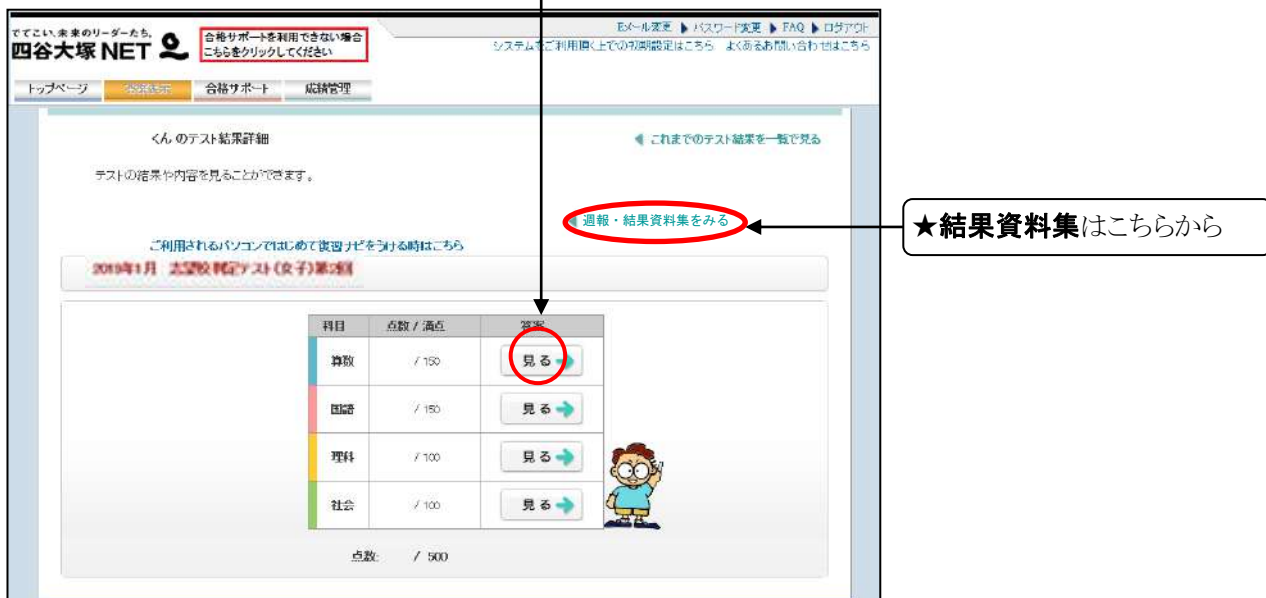 Eメール変更 ▶ パスワード変更 ▶ FAQ ▶ ログアウト
ででこい、未来のリーダーたち。
四谷大塚 NET
合格サポートを利用できない場合
こちらをクリックしてください
システムをご利用頂く上での初期設定はこちら よくあるお問い合わせはこちら
トップページ 合格サポート 成績管理
くん のテスト結果詳細
◀ これまでのテスト結果を一覧で見る
テストの結果や内容を見ることができます。
◀ 週報・結果資料集をみる
★結果資料集はこちらから
ご利用されるパソコンではじめて復習ナビをうける時はこちら
2019年1月 志望校判定テスト(女子)第2回
科目 点数 / 満点 答案
算数 / 150 見る
国語 / 150 見る
理科 / 100 見る
社会 / 100 見る
点数: / 500